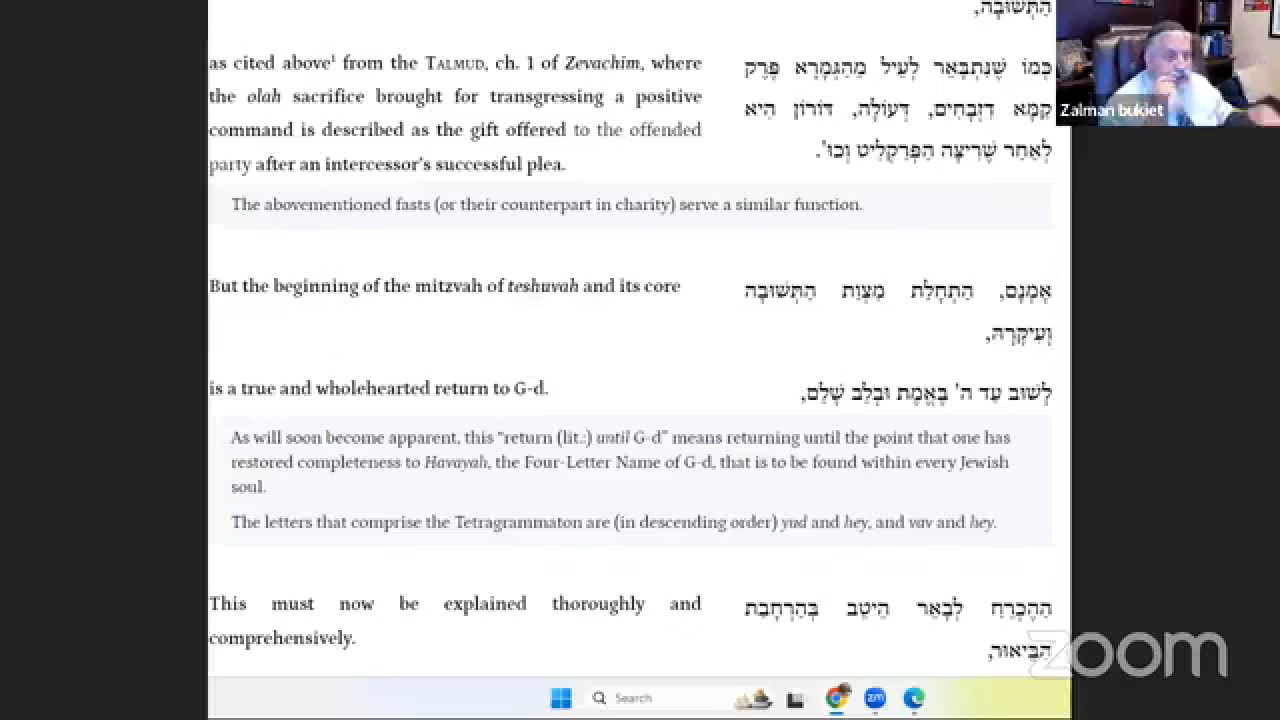 הַתְּשׁוּבָה,
as cited above¹ from the TALMUD, ch. 1 of Zevachim, where
the olah sacrifice brought for transgressing a positive
command is described as the gift offered to the offended
party after an intercessor's successful plea.
כְּמוֹ שֶׁנִּתְבָּאֵר לְעֵיל מֵהַגְּמָרָא פֶּרֶק
קַמָּא דִּזְבָחִים, דְּעוֹלָה, דּוֹרוֹן הִיא
לְאַחַר שֶׁרִיצָּה הַפְּרַקְלִיט וְכוּ'.
The abovementioned fasts (or their counterpart in charity) serve a similar function.
But the beginning of the mitzvah of teshuvah and its core
אָמְנָם, הַתְחָלַת מִצְוַת הַתְּשׁוּבָה
וְעִיקָּרָהּ,
is a true and wholehearted return to G-d.
לָשׁוּב עַד ה' בֶּאֱמֶת וּבְלֵב שָׁלֵם,
As will soon become apparent, this "return (lit.:) until G-d" means returning until the point that one has
restored completeness to Havayah, the Four-Letter Name of G-d, that is to be found within every Jewish
soul.
The letters that comprise the Tetragrammaton are (in descending order) yud and hey, and vav and hey.
This must now be explained thoroughly and
comprehensively.
הַהֶכְרֵחַ לְבָאֵר הֵיטֵב בְּהַרְחָבַת
הַבֵּיאוּר,
Zalman bukiet
zoom
Search
zm